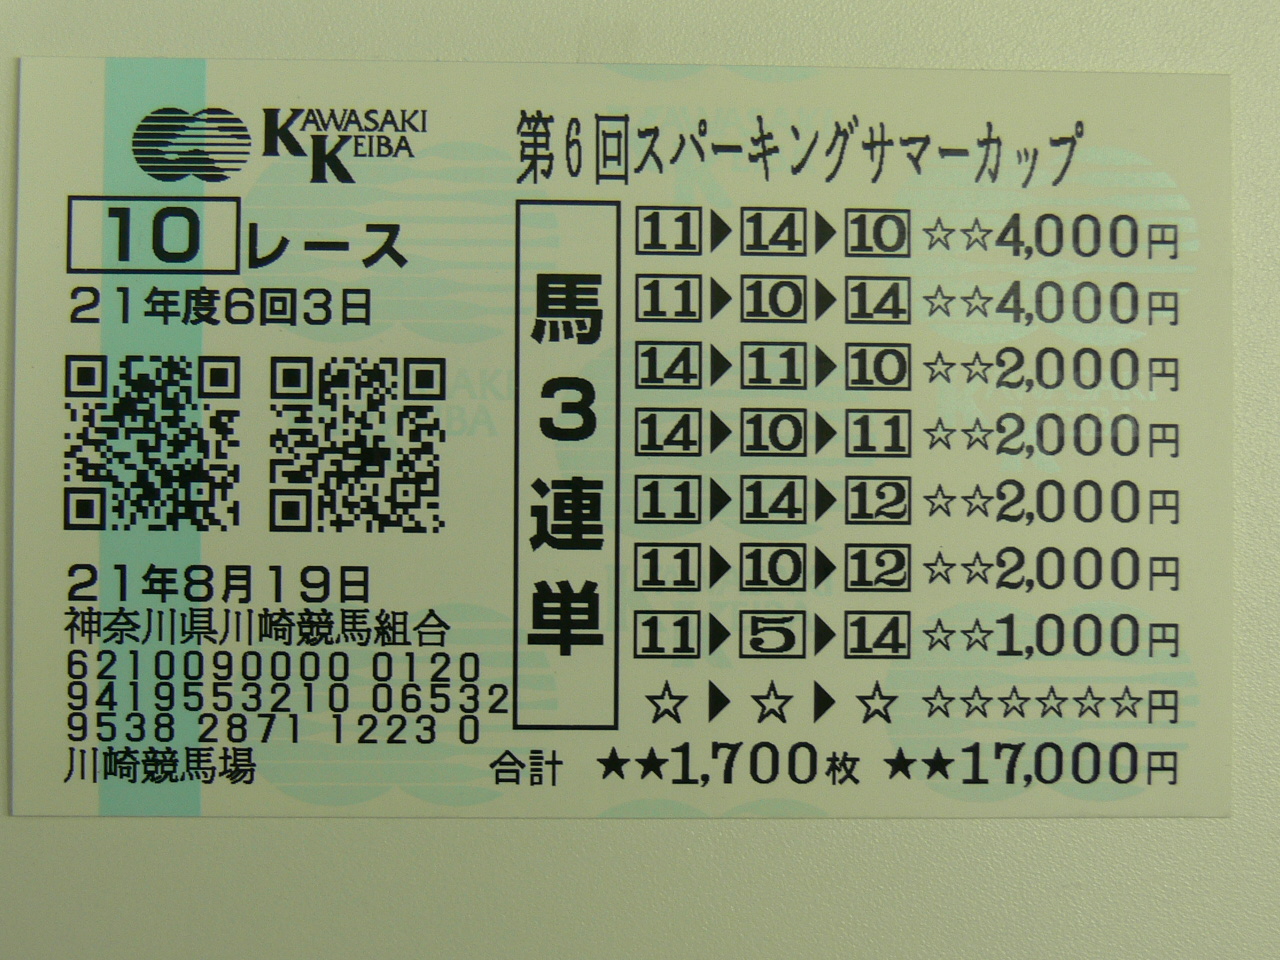 KAWASAKI
KEIBA
第6回スパーキングサマーカップ
10レース
21年度6回3日
21年8月19日
神奈川県川崎競馬組合
6210090000 0120
9419553210 06532
9538 2871 1223 0
川崎競馬場
馬3連単
11▶14▶10 ☆☆4,000円
11▶10▶14 ☆☆4,000円
14▶11▶10 ☆☆2,000円
14▶10▶11 ☆☆2,000円
11▶14▶12 ☆☆2,000円
11▶10▶12 ☆☆2,000円
11▶5▶14 ☆☆1,000円
☆▶☆▶☆ ☆☆☆☆☆☆円
合計 ★★1,700枚 ★★17,000円